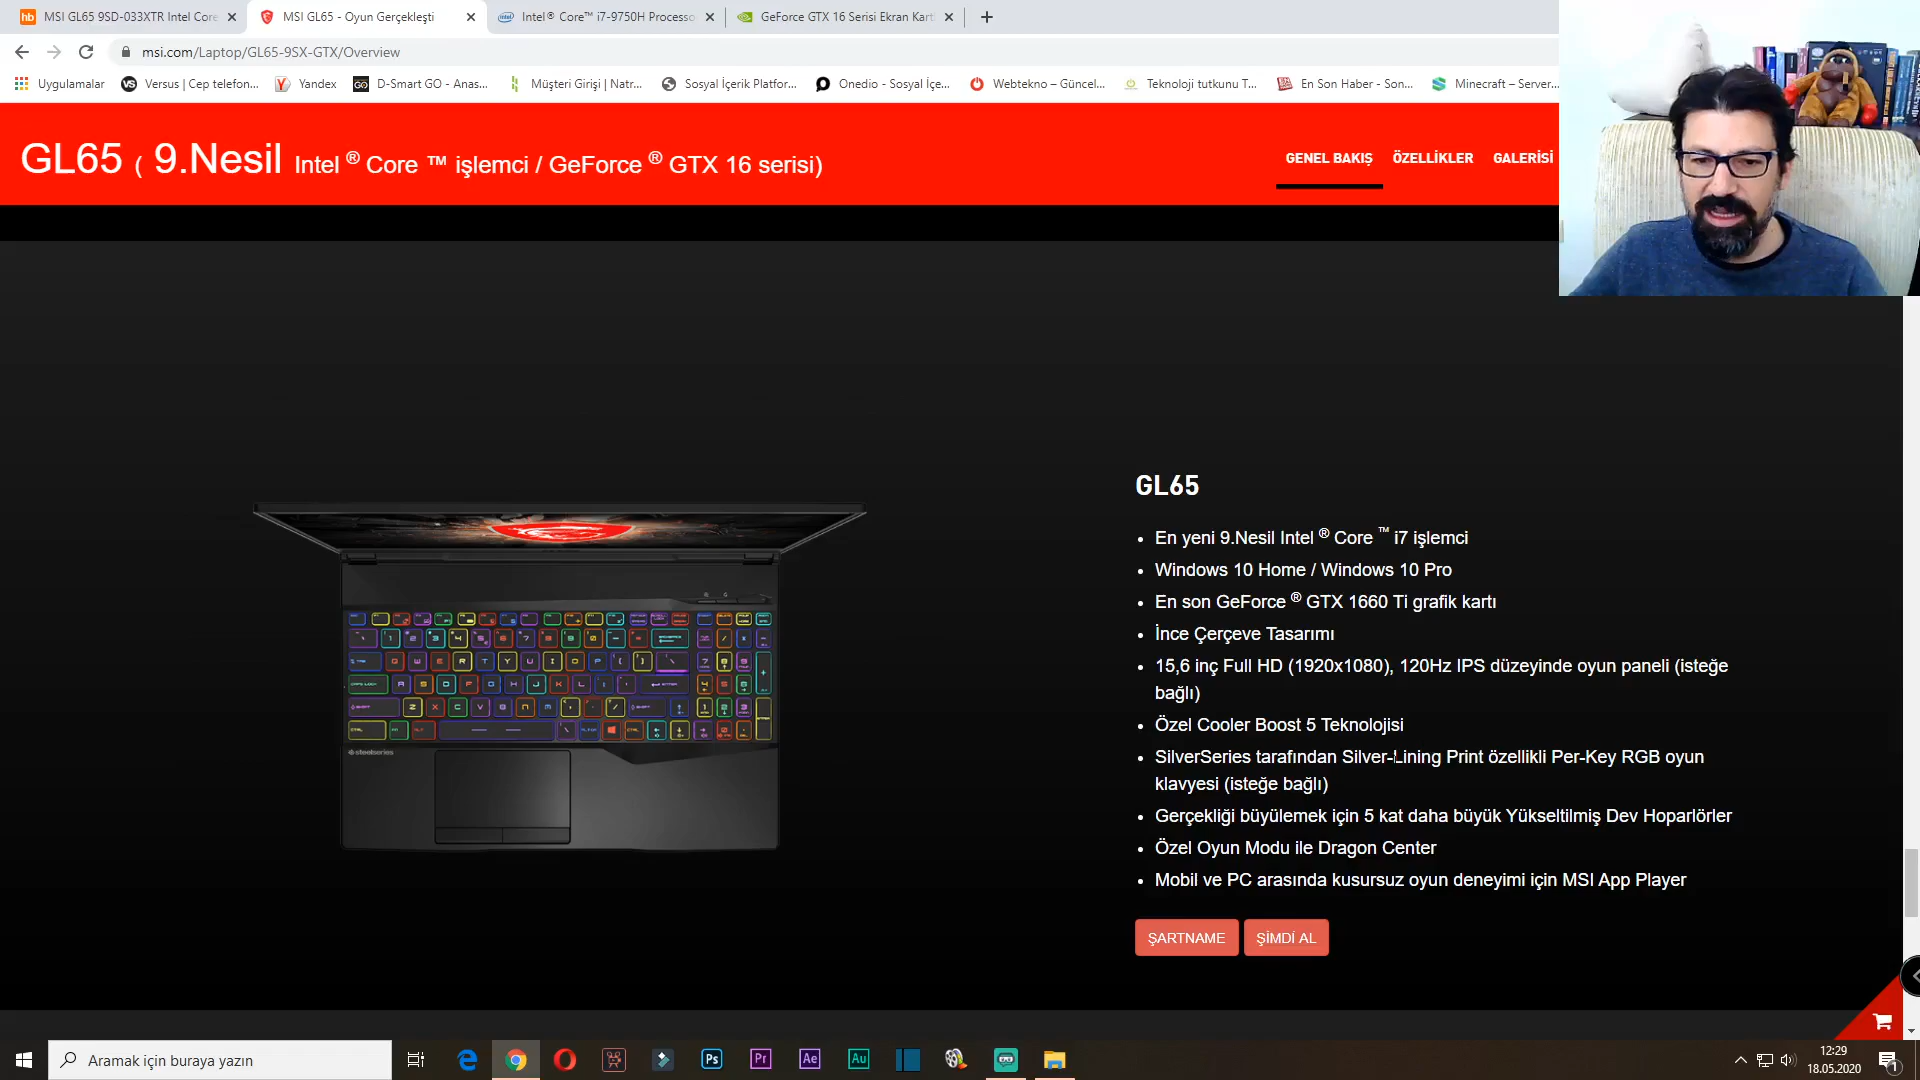 MSI GL65 9SD-033XTR Intel Core
MSI GL65 - Oyun Gerçekleşti
Intel® Core™ i7-9750H Processo
GeForce GTX 16 Serisi Ekran Kart
msi.com/Laptop/GL65-9SX-GTX/Overview
Uygulamalar
Versus | Cep telefon...
Yandex
D-Smart GO - Anas...
Müşteri Girişi | Natr...
Sosyal İçerik Platfor...
Onedio - Sosyal İçe...
Webtekno – Güncel...
Teknoloji tutkunu T...
En Son Haber - Son...
Minecraft – Server...
GL65 ( 9.Nesil Intel ® Core ™ işlemci / GeForce ® GTX 16 serisi)
GENEL BAKIŞ ÖZELLİKLER GALERİSİ
GL65
• En yeni 9.Nesil Intel ® Core ™ i7 işlemci
• Windows 10 Home / Windows 10 Pro
• En son GeForce ® GTX 1660 Ti grafik kartı
• İnce Çerçeve Tasarımı
• 15,6 inç Full HD (1920x1080), 120Hz IPS düzeyinde oyun paneli (isteğe
bağlı)
• Özel Cooler Boost 5 Teknolojisi
• SilverSeries tarafından Silver-Lining Print özellikli Per-Key RGB oyun
klavyesi (isteğe bağlı)
• Gerçekliği büyülemek için 5 kat daha büyük Yükseltilmiş Dev Hoparlörler
• Özel Oyun Modu ile Dragon Center
• Mobil ve PC arasında kusursuz oyun deneyimi için MSI App Player
ŞARTNAME ŞİMDİ AL
steelseries
Aramak için buraya yazın
Ps
Pr
Ae
Au
12:29
18.05.2020
1